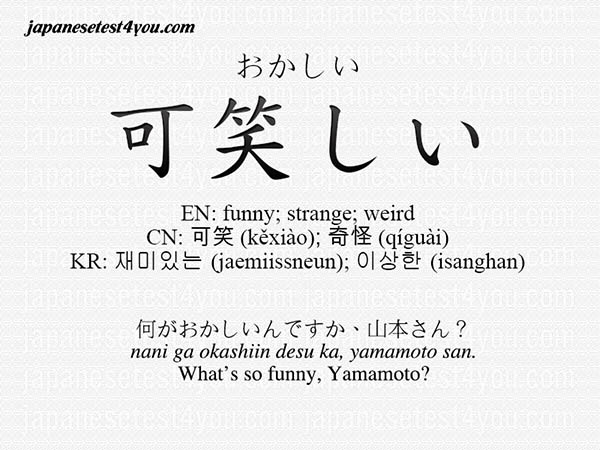 japanesetest4you.com
おかしい
可笑しい
EN: funny; strange; weird
CN: 可笑 (kěxiào); 奇怪 (qíguài)
KR: 재미있는 (jaemiissneun); 이상한 (isanghan)
何がおかしいんですか、山本さん？
nani ga okashiin desu ka, yamamoto san.
What's so funny, Yamamoto?